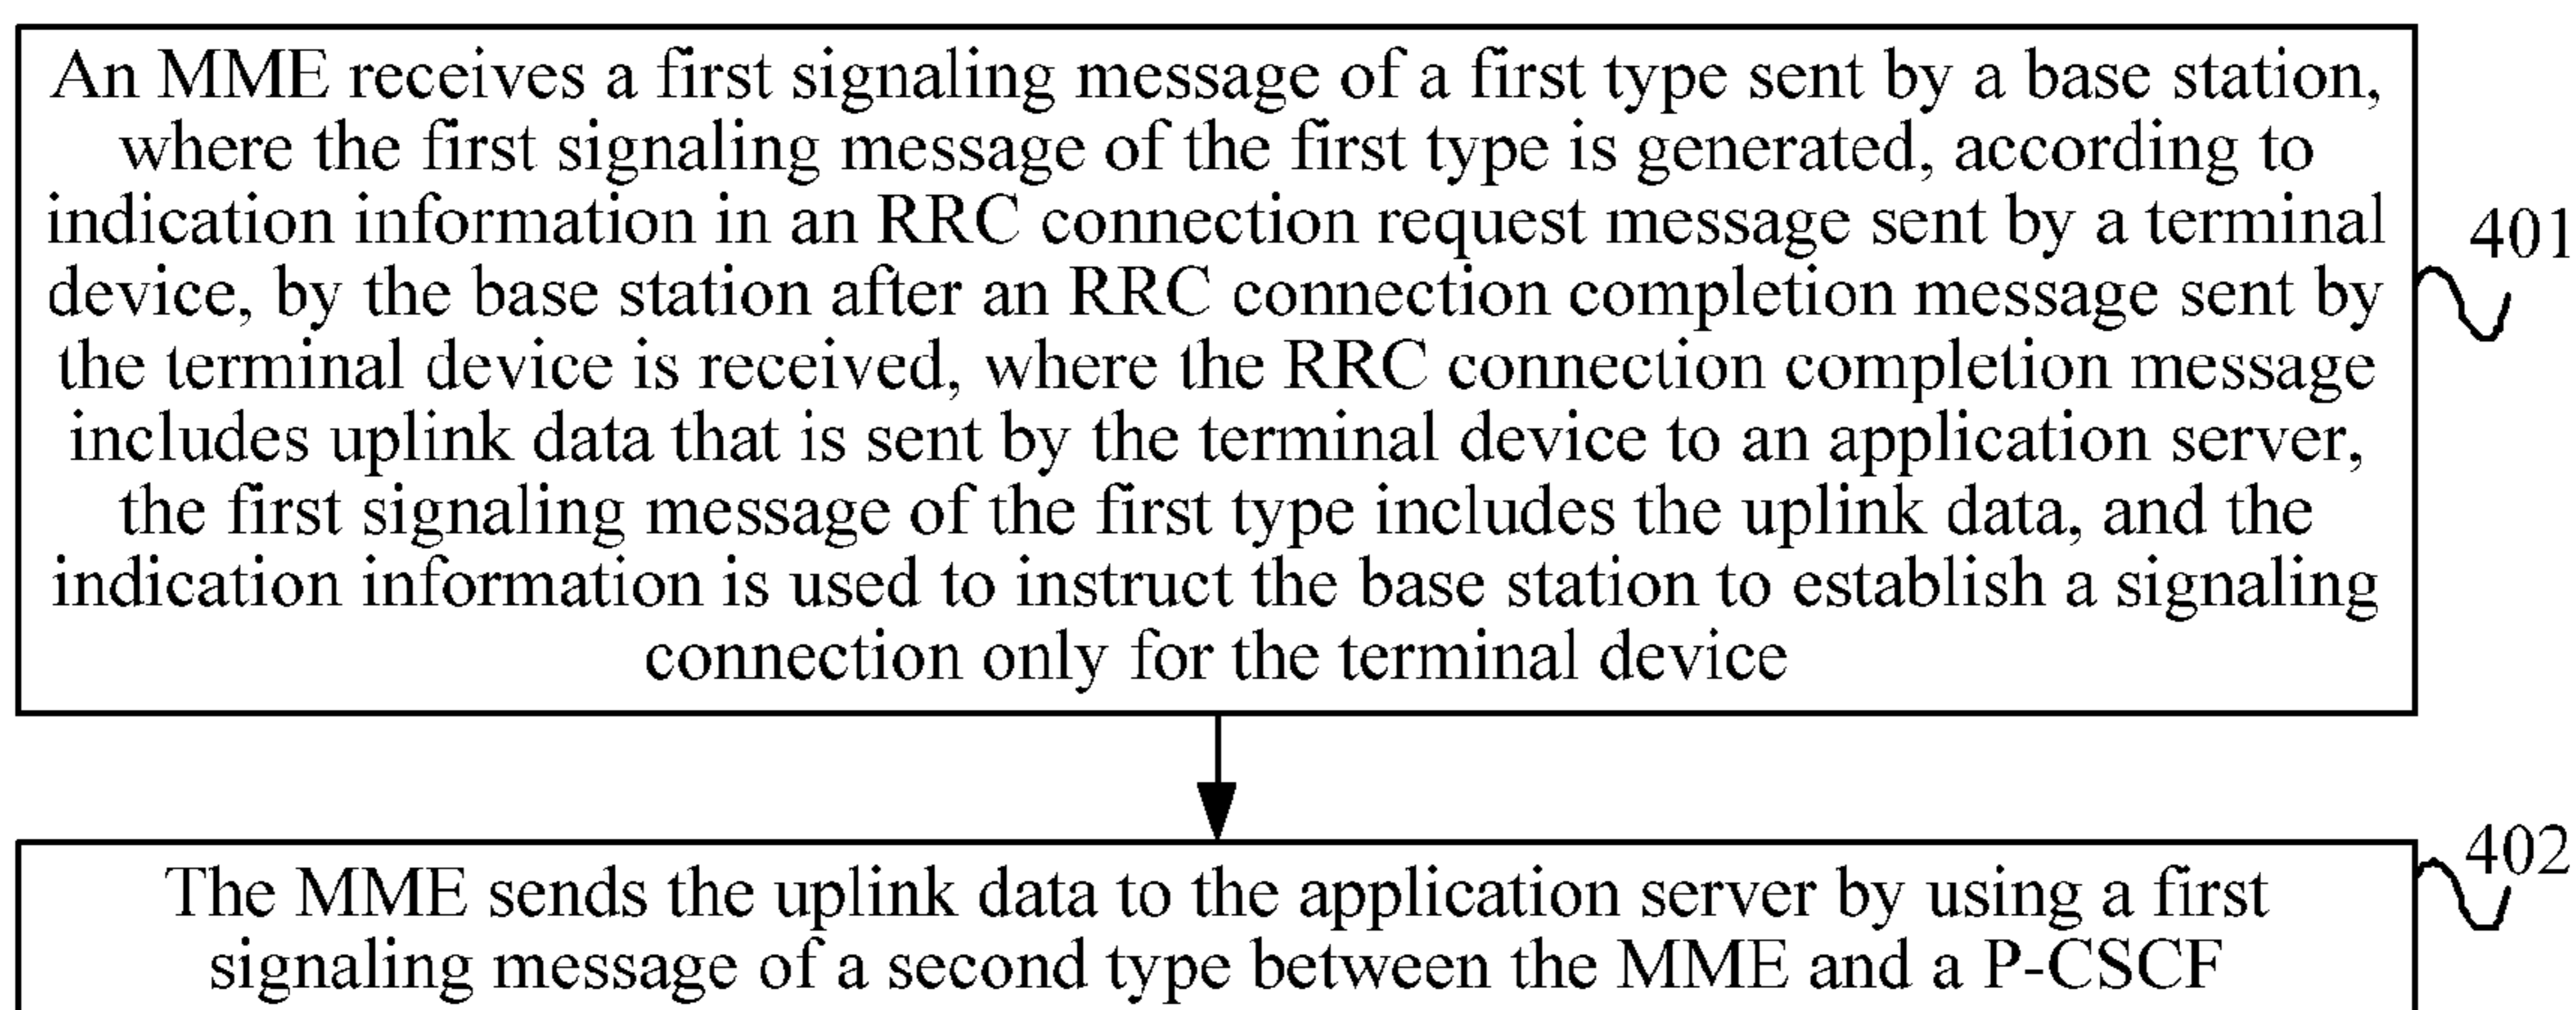 An MME receives a first signaling message of a first type sent by a base station,
where the first signaling message of the first type is generated, according to
indication information in an RRC connection request message sent by a terminal
device, by the base station after an RRC connection completion message sent by
the terminal device is received, where the RRC connection completion message
includes uplink data that is sent by the terminal device to an application server,
the first signaling message of the first type includes the uplink data, and the
indication information is used to instruct the base station to establish a signaling
connection only for the terminal device
401
The MME sends the uplink data to the application server by using a first
signaling message of a second type between the MME and a P-CSCF
402